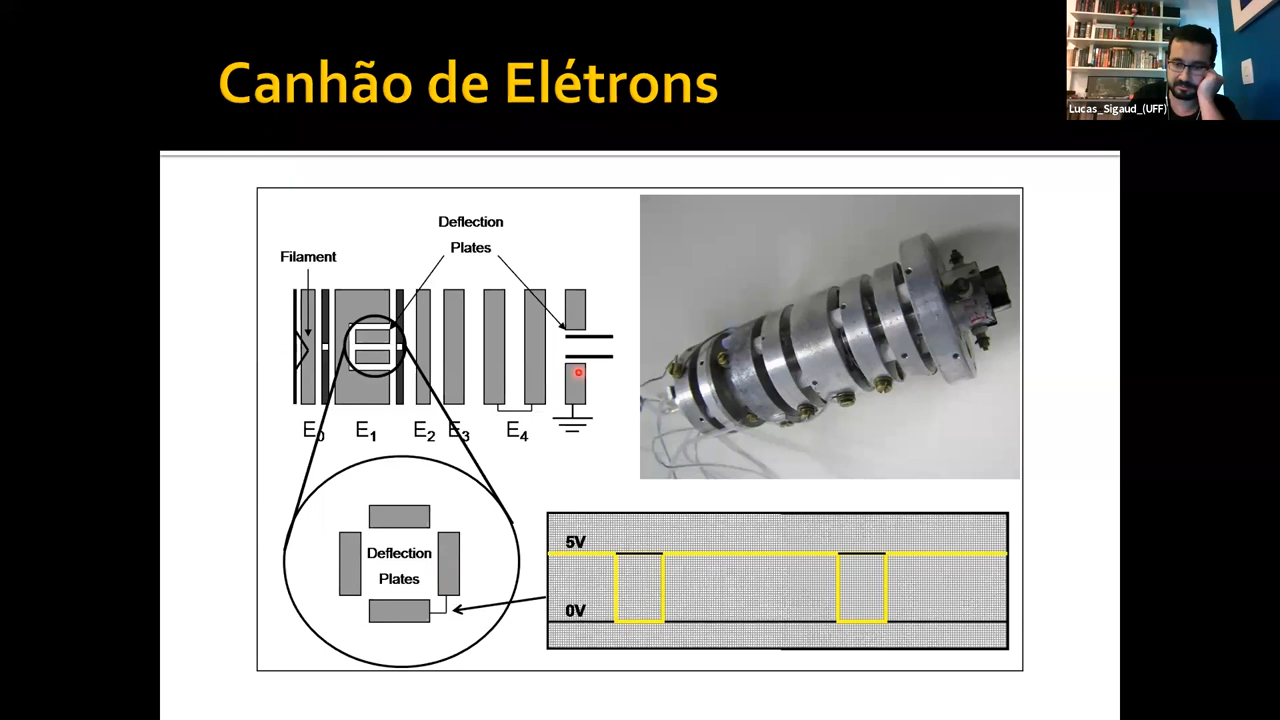 Canhão de Elétrons
Lucas_Sigaud_(UFF)
Deflection
Plates
Filament
E0
E1
E2
E3
E4
Deflection
Plates
5V
0V